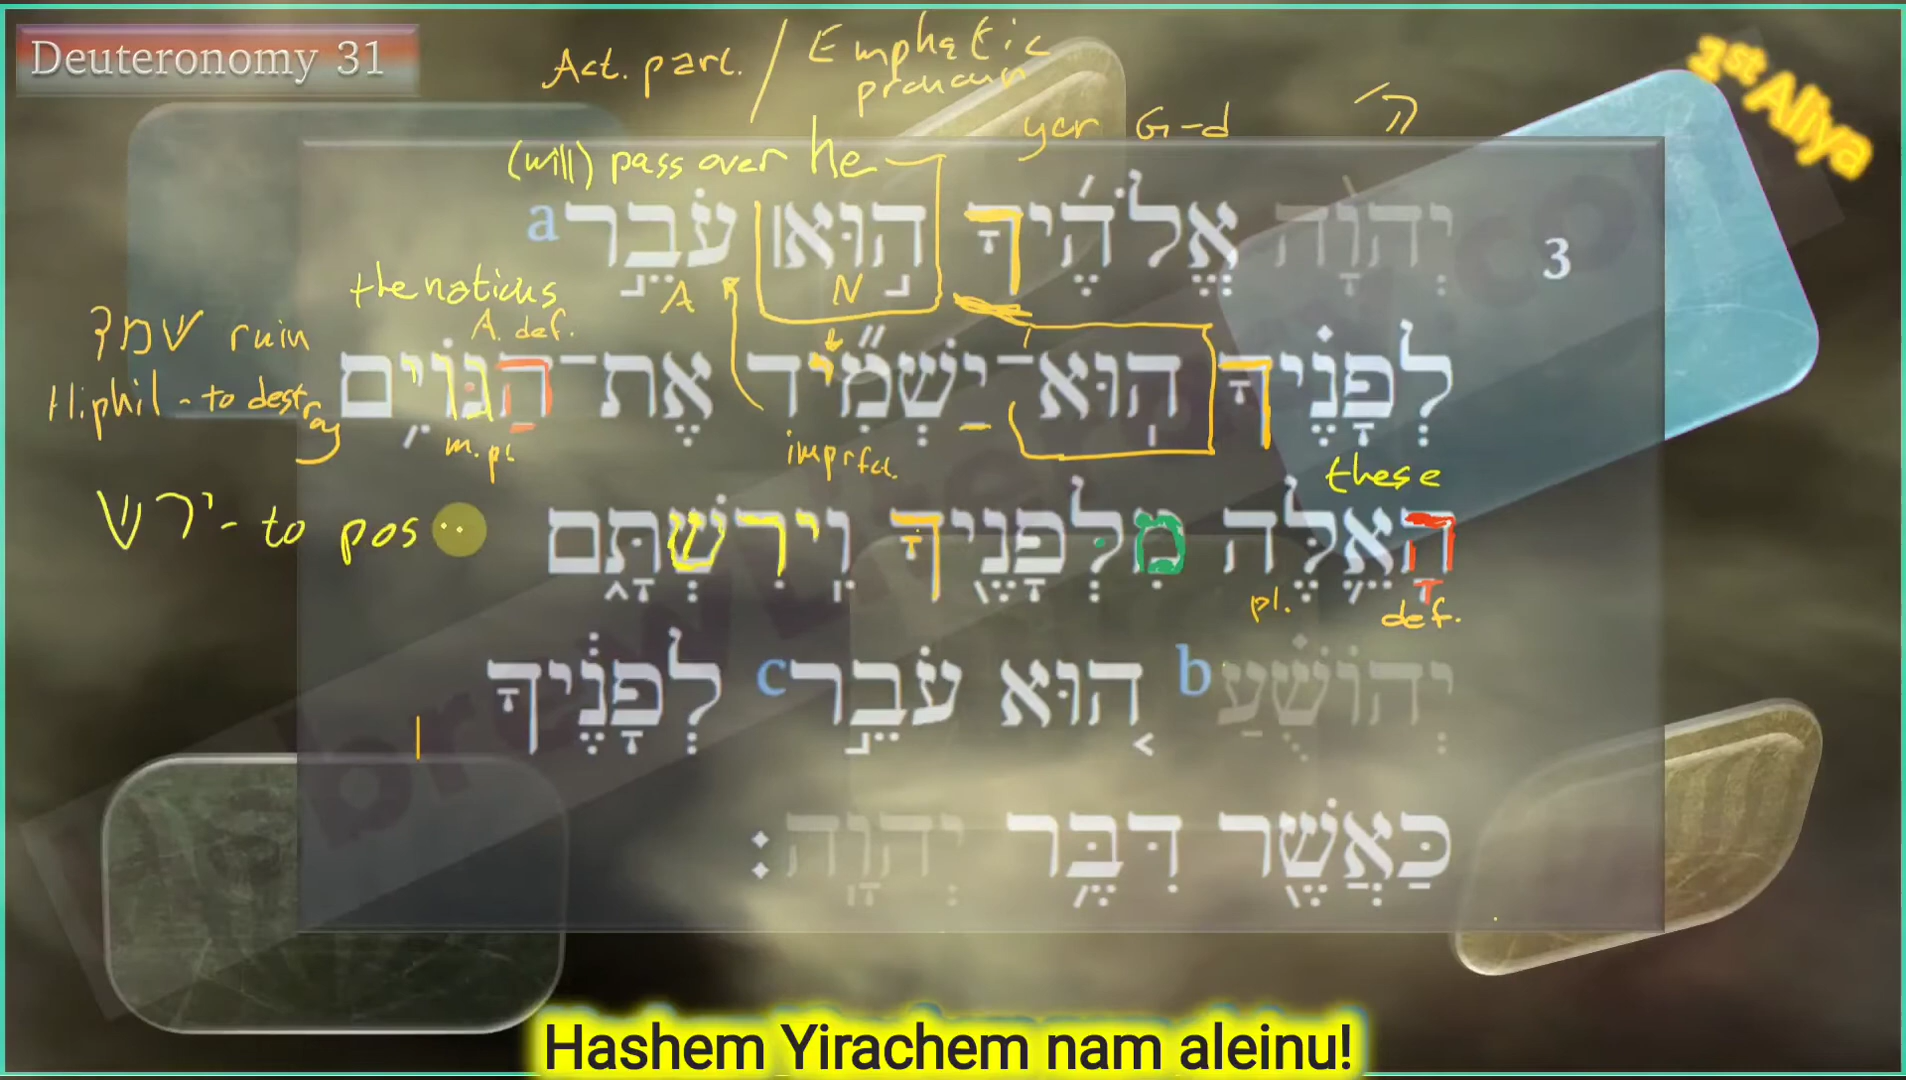 Deuteronomy 31
1st Aliya
Act. part. / Emphatic pronoun
(will) pass over he your G-d ה׳
3 יְהוָ֨ה אֱלֹהֶ֜יךָ ה֣וּא׀ עֹבֵ֣ר a
A N
the nations
A. def.
שמד ruin
Hiphil - to destroy
לְפָנֶ֗יךָ הֽוּא־יַשְׁמִ֞יד אֶת־הַגּוֹיִ֥ם
m. pl. imprfct.
these
ירש - to pos
הָאֵ֛לֶּה מִלְּפָנֶ֖יךָ וִֽירִשְׁתָּ֑ם
pl. def.
יְהוֹשֻׁ֗עַ b ה֚וּא עֹבֵ֣ר c לְפָנֶ֔יךָ
כַּאֲשֶׁ֖ר דִּבֶּ֥ר יְהוָֽה׃
Hashem Yirachem nam aleinu!